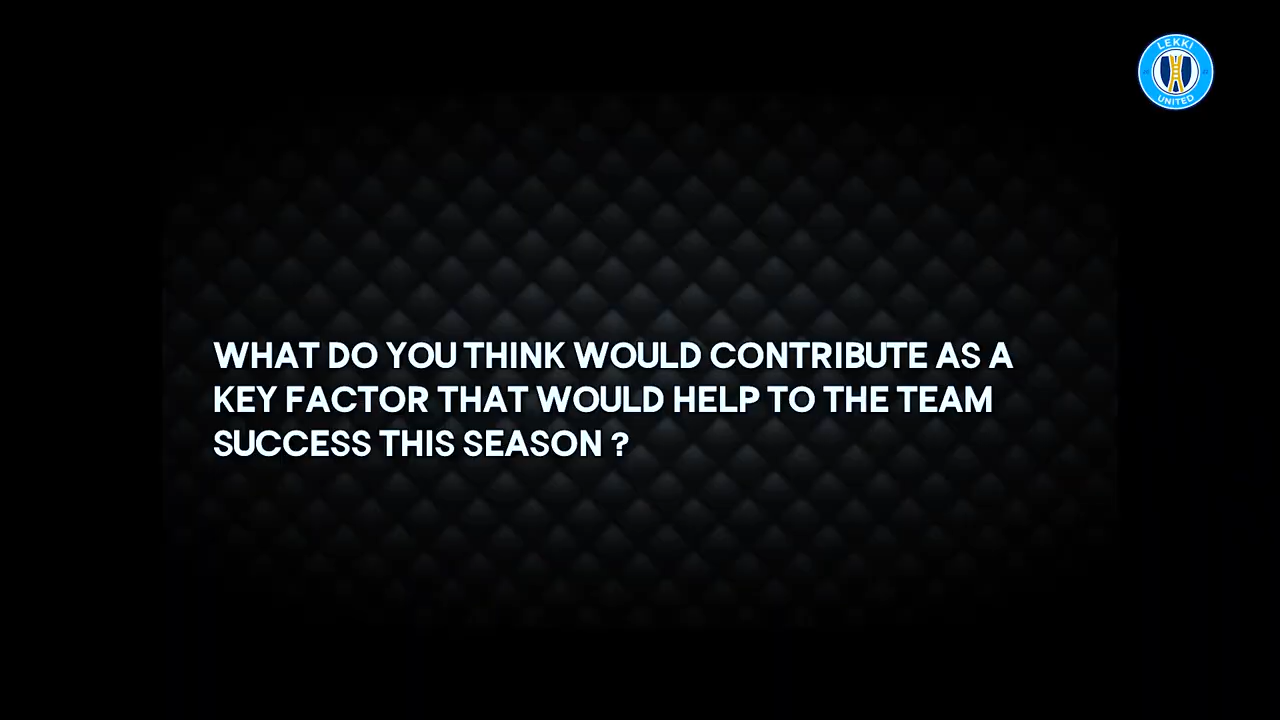 LEKKI
UNITED
WHAT DO YOU THINK WOULD CONTRIBUTE AS A
KEY FACTOR THAT WOULD HELP TO THE TEAM
SUCCESS THIS SEASON ?